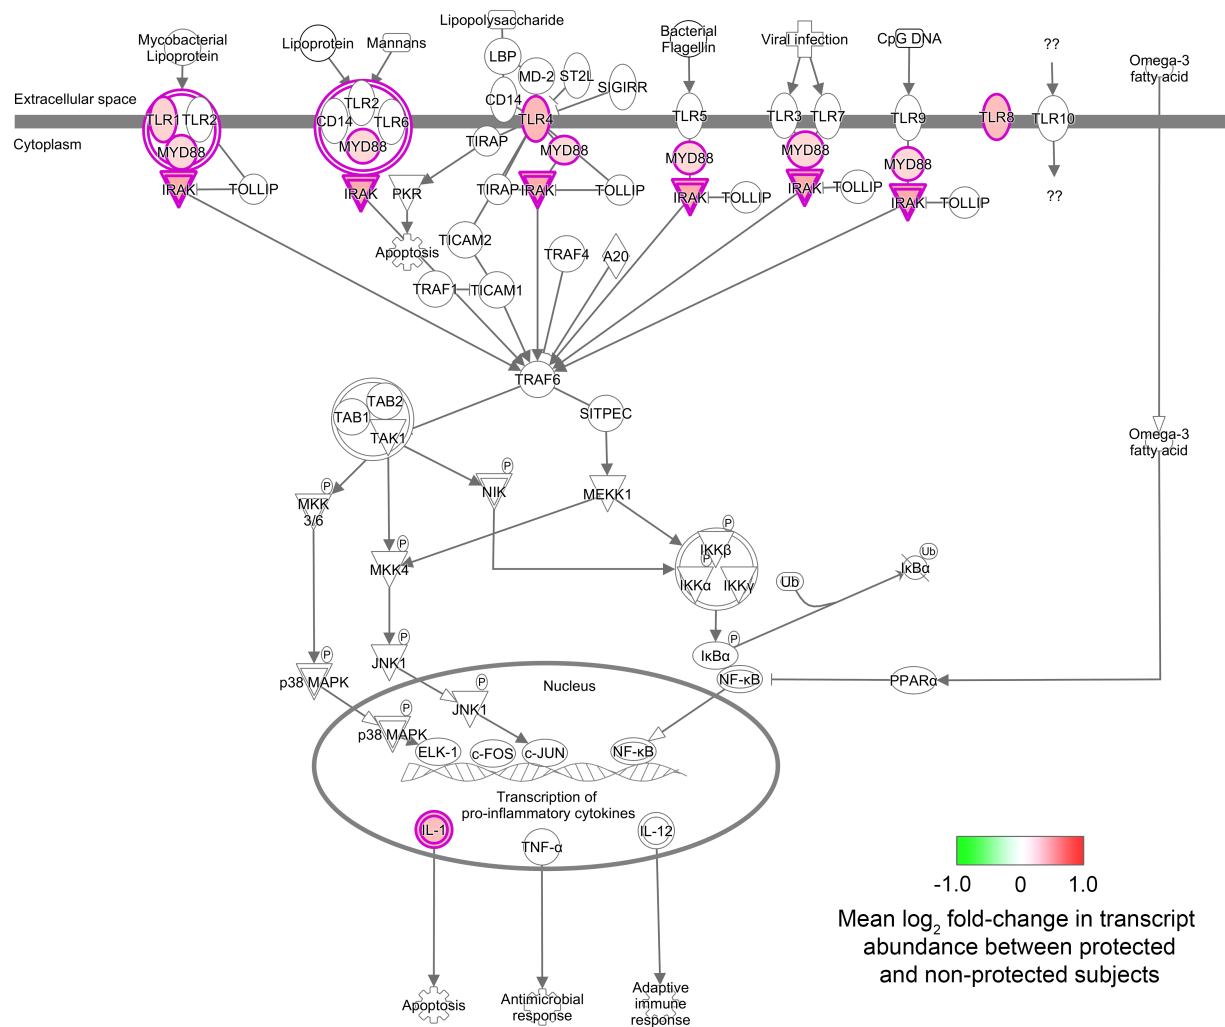 Lipopolysaccharide
Mycobacterial
Lipoprotein
Lipoprotein
Mannans
LBP
MD-2
ST2L
SIGIRR
Bacterial
Flagellin
Viral infection
CpG DNA
??
Omega-3
fatty acid
Extracellular space
Cytoplasm
TLR1
TLR2
MYD88
IRAK
TOLLIP
TLR2
CD14
TLR6
MYD88
IRAK
CD14
TLR4
TIRAP
MYD88
PKR
TIRAP
IRAK
TOLLIP
Apoptosis
TICAM2
TRAF1
TICAM1
TRAF4
A20
TLR5
MYD88
IRAK
TOLLIP
TLR3
TLR7
MYD88
IRAK
TOLLIP
TLR9
MYD88
IRAK
TOLLIP
TLR8
TLR10
??
TRAF6
TAB2
TAB1
TAK1
SITPEC
Omega-3
fatty acid
P
MKK
3/6
P
NIK
MEKK1
P
MKK4
P
IKKβ
P
IKKα
IKKγ
Ub
Ub
IκBα
P
IκBα
NF-κB
PPARα
P
p38 MAPK
P
JNK1
Nucleus
P
JNK1
P
p38 MAPK
ELK-1
c-FOS
c-JUN
NF-κB
Transcription of
pro-inflammatory cytokines
IL-1
TNF-α
IL-12
Apoptosis
Antimicrobial
response
Adaptive
immune
response
-1.0
0
1.0
Mean log2 fold-change in transcript
abundance between protected
and non-protected subjects